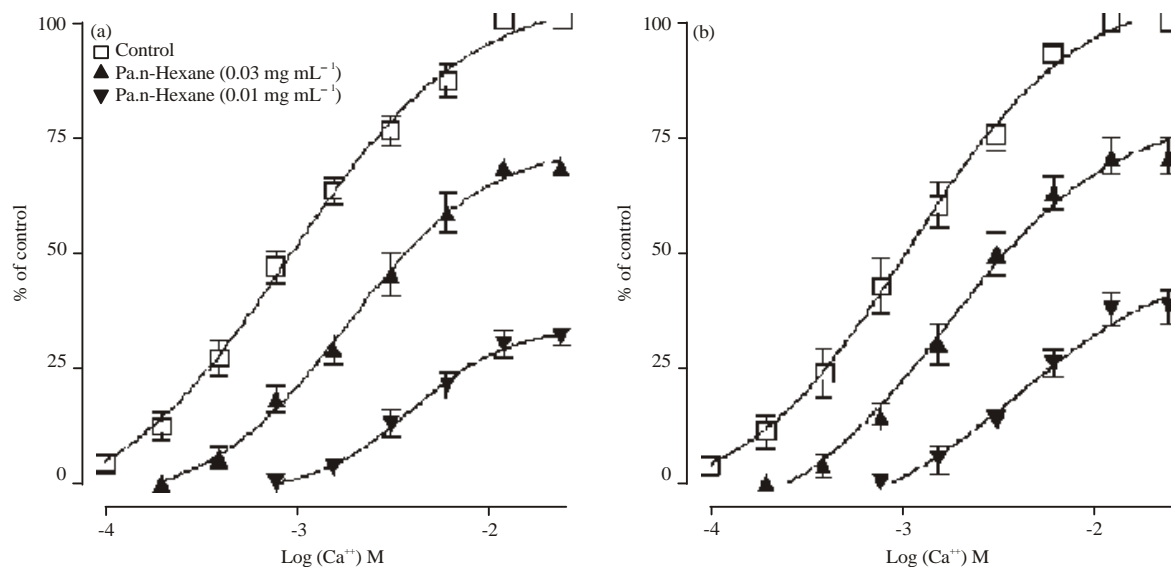 (a)
Control
Pa.n-Hexane (0.03 mg mL⁻¹)
Pa.n-Hexane (0.01 mg mL⁻¹)
100
75
50
25
0
% of control
-4
-3
-2
Log (Ca⁺⁺) M
(b)
100
75
50
25
0
% of control
-4
-3
-2
Log (Ca⁺⁺) M